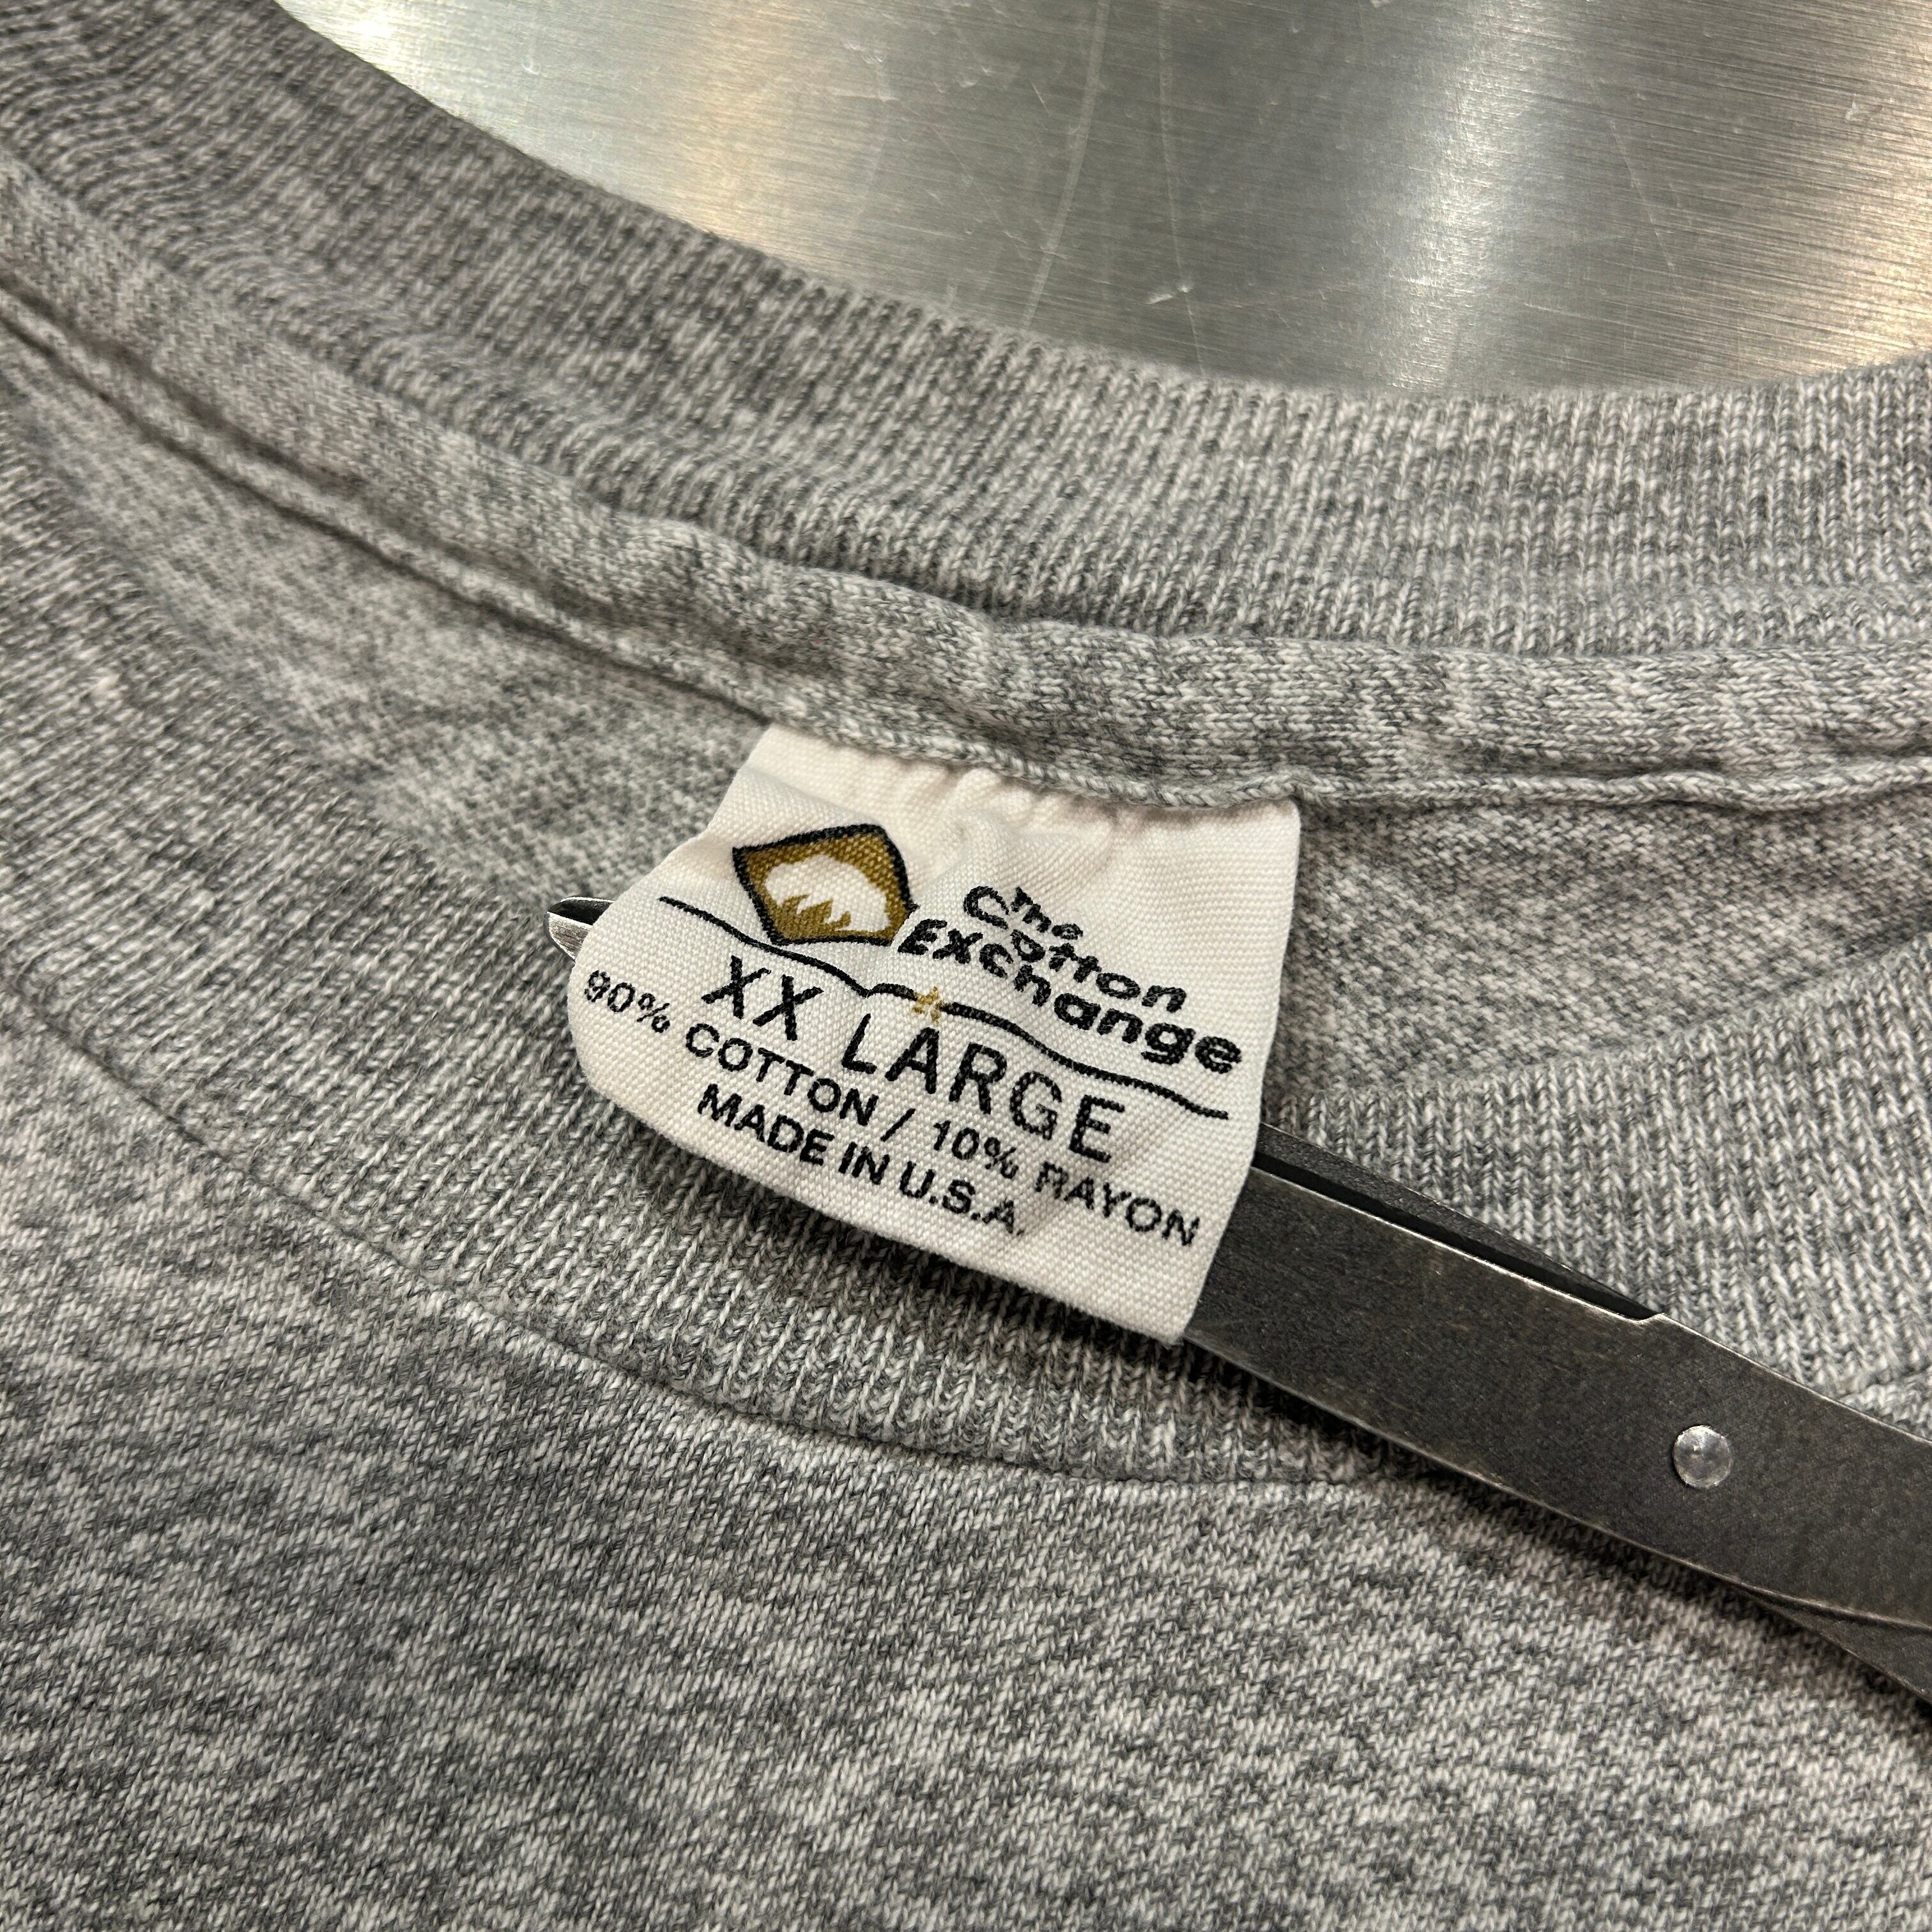 The
Cotton
Exchange
XX LARGE
90% COTTON / 10% RAYON
MADE IN U.S.A.